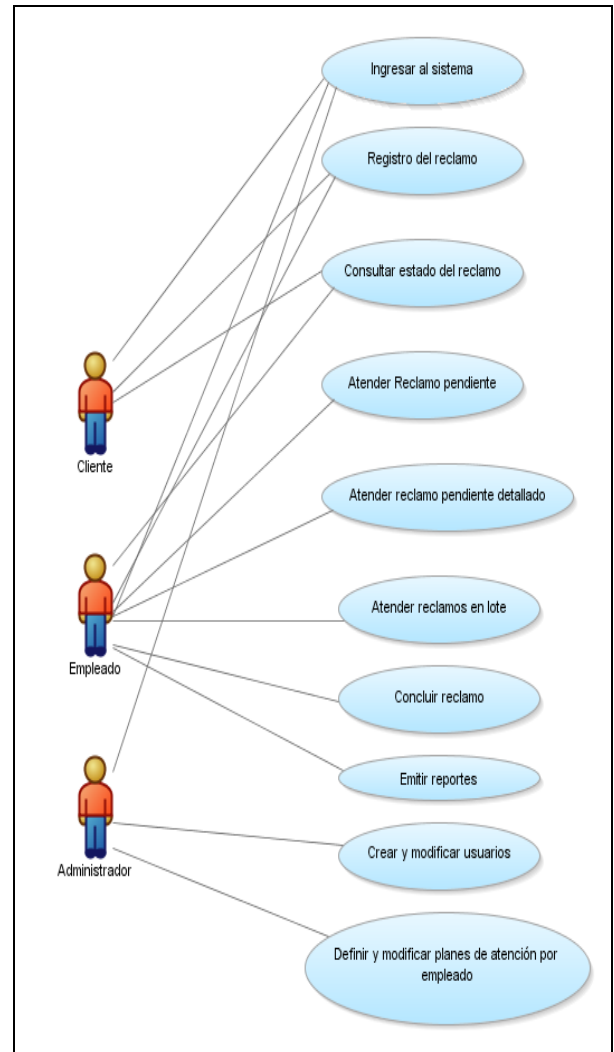 Ingresar al sistema
Registro del reclamo
Consultar estado del reclamo
Atender Reclamo pendiente
Cliente
Atender reclamo pendiente detallado
Atender reclamos en lote
Empleado
Concluir reclamo
Emitir reportes
Crear y modificar usuarios
Administrador
Definir y modificar planes de atención por
empleado